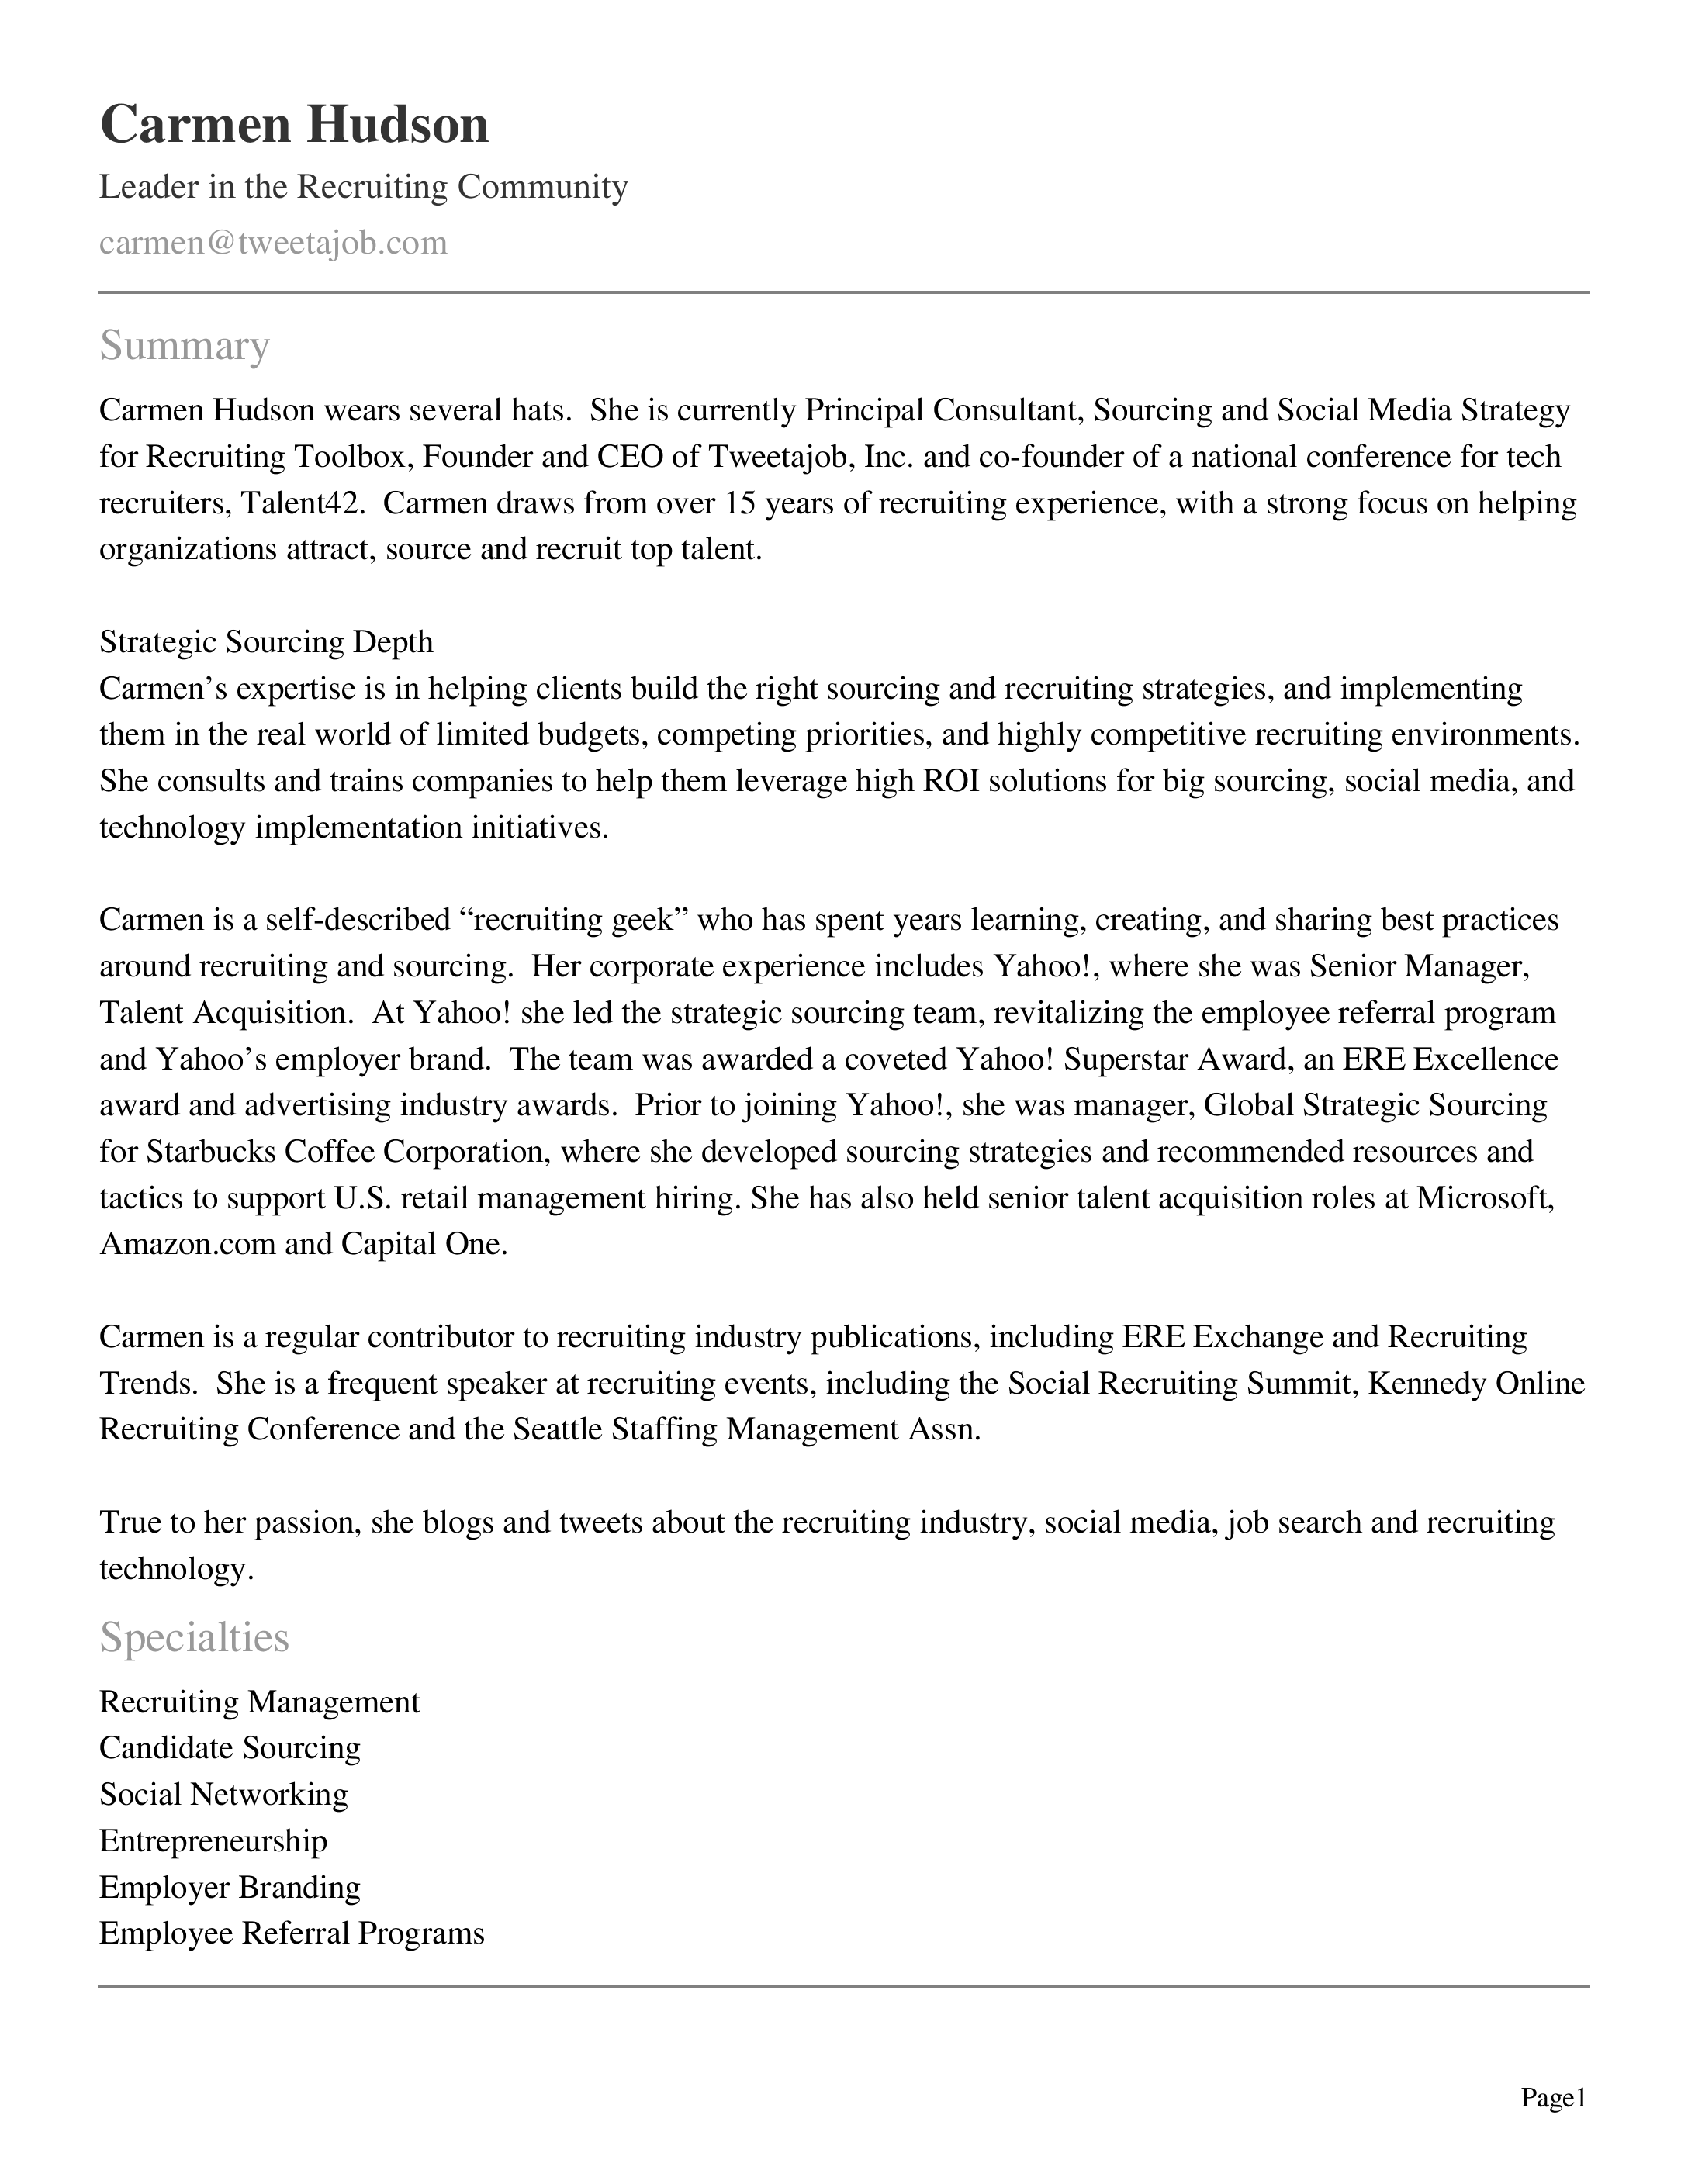 Carmen Hudson
Leader in the Recruiting Community
carmen@tweetajob.com
Summary
Carmen Hudson wears several hats.  She is currently Principal Consultant, Sourcing and Social Media Strategy
for Recruiting Toolbox, Founder and CEO of Tweetajob, Inc. and co-founder of a national conference for tech
recruiters, Talent42.  Carmen draws from over 15 years of recruiting experience, with a strong focus on helping
organizations attract, source and recruit top talent.
Strategic Sourcing Depth
Carmen’s expertise is in helping clients build the right sourcing and recruiting strategies, and implementing
them in the real world of limited budgets, competing priorities, and highly competitive recruiting environments.
She consults and trains companies to help them leverage high ROI solutions for big sourcing, social media, and
technology implementation initiatives.
Carmen is a self-described “recruiting geek” who has spent years learning, creating, and sharing best practices
around recruiting and sourcing.  Her corporate experience includes Yahoo!, where she was Senior Manager,
Talent Acquisition.  At Yahoo! she led the strategic sourcing team, revitalizing the employee referral program
and Yahoo’s employer brand.  The team was awarded a coveted Yahoo! Superstar Award, an ERE Excellence
award and advertising industry awards.  Prior to joining Yahoo!, she was manager, Global Strategic Sourcing
for Starbucks Coffee Corporation, where she developed sourcing strategies and recommended resources and
tactics to support U.S. retail management hiring. She has also held senior talent acquisition roles at Microsoft,
Amazon.com and Capital One.
Carmen is a regular contributor to recruiting industry publications, including ERE Exchange and Recruiting
Trends.  She is a frequent speaker at recruiting events, including the Social Recruiting Summit, Kennedy Online
Recruiting Conference and the Seattle Staffing Management Assn.
True to her passion, she blogs and tweets about the recruiting industry, social media, job search and recruiting
technology.
Specialties
Recruiting Management
Candidate Sourcing
Social Networking
Entrepreneurship
Employer Branding
Employee Referral Programs
Page1